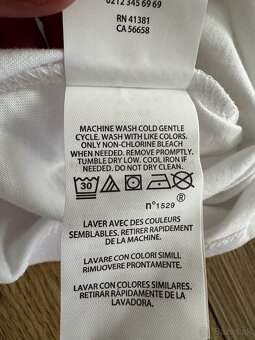 0212 345 69 69
RN 41381
CA 56658
MACHINE WASH COLD GENTLE
CYCLE. WASH WITH LIKE COLORS.
ONLY NON-CHLORINE BLEACH
WHEN NEEDED. REMOVE PROMPTLY.
TUMBLE DRY LOW. COOL IRON IF
NEEDED. DO NOT DRY CLEAN.
30
®
n°1529
LAVER AVEC DES COULEURS
SEMBLABLES. RETIRER RAPIDEMENT
DE LA MACHINE.
LAVARE CON COLORI SIMILI.
RIMUOVERE PRONTAMENTE.
LAVAR CON COLORES SIMILARES.
RETIRAR RÁPIDAMENTE DE LA
LAVADORA.